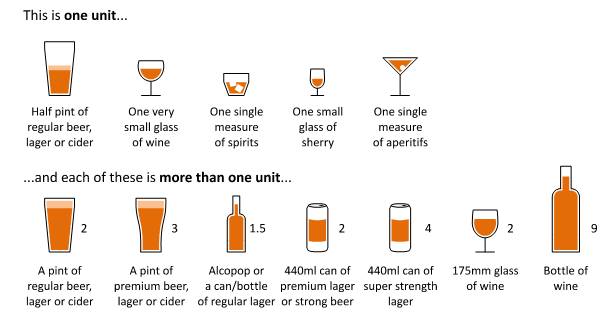 This is one unit...
Half pint of
regular beer,
lager or cider
One very
small glass
of wine
One single
measure
of spirits
One small
glass of
sherry
One single
measure
of aperitifs
...and each of these is more than one unit...
2
3
1.5
2
4
2
9
A pint of
regular beer,
lager or cider
A pint of
premium beer,
lager or cider
Alcopop or
a can/bottle
of regular lager
440ml can of
premium lager
or strong beer
440ml can of
super strength
lager
175mm glass
of wine
Bottle of
wine